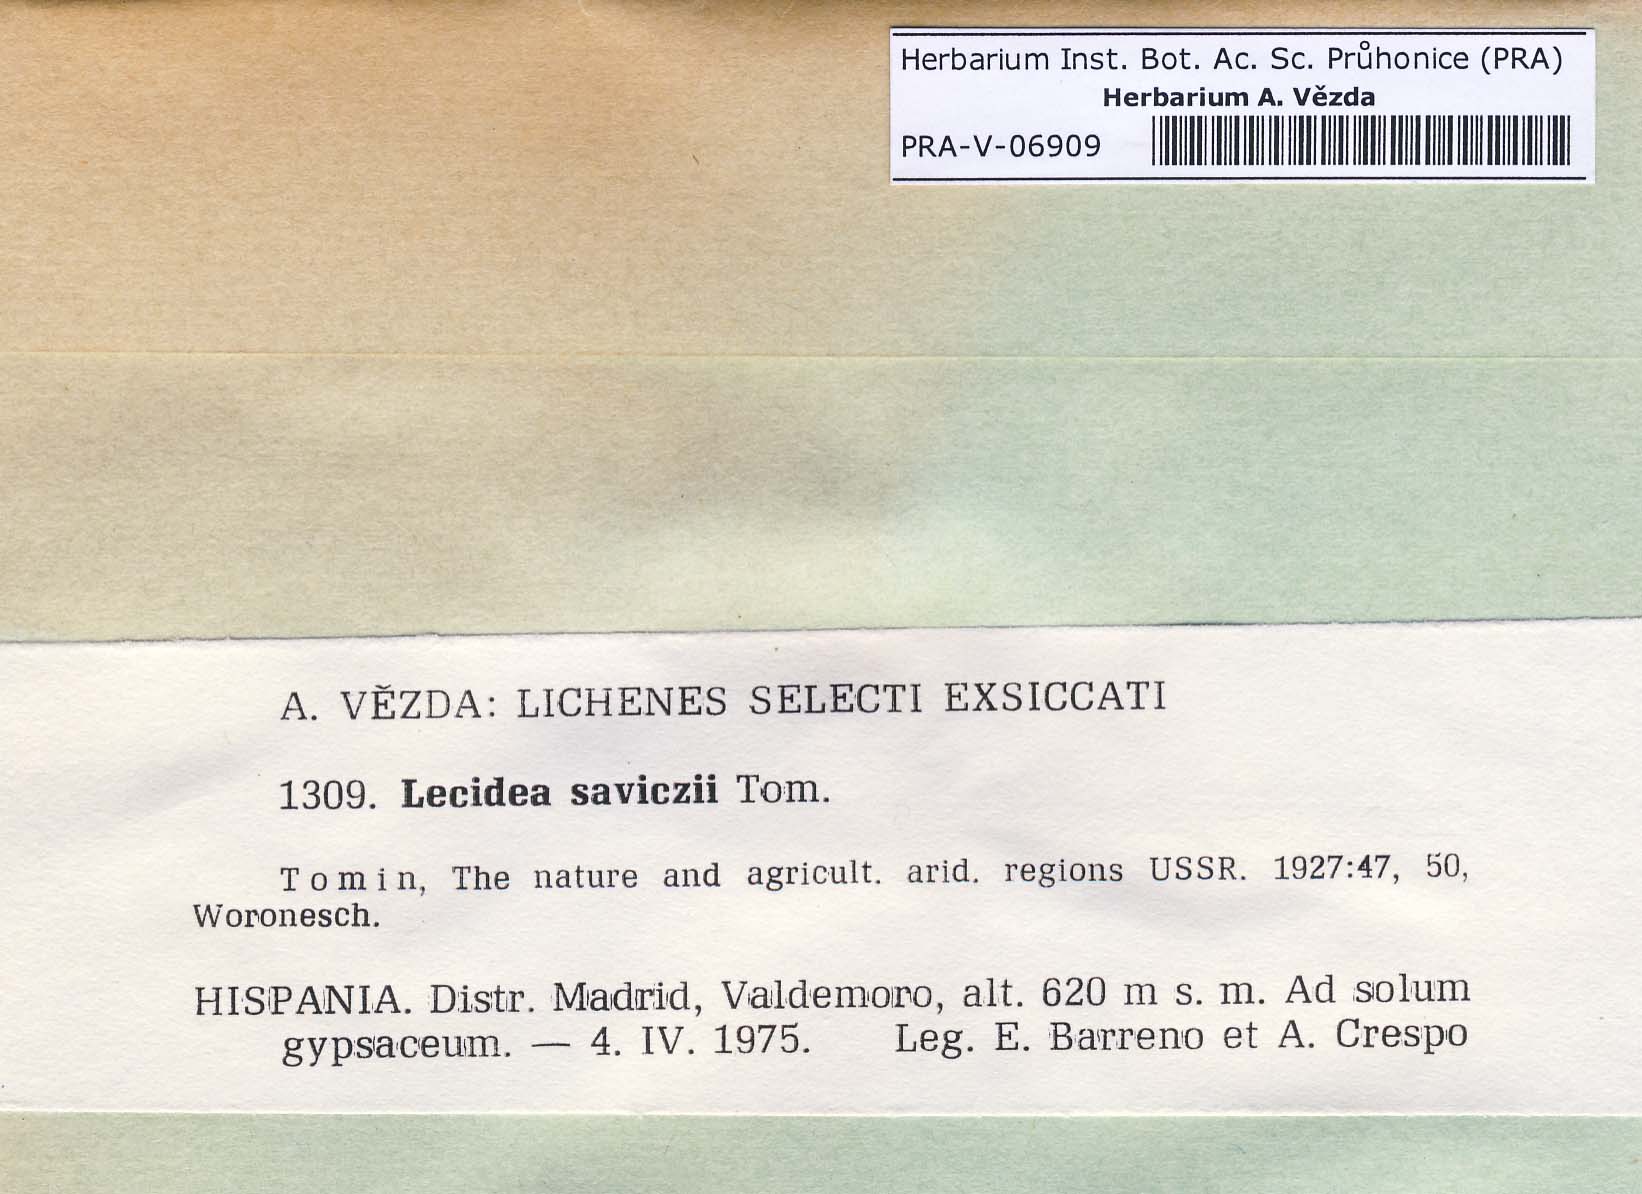 Herbarium Inst. Bot. Ac. Sc. Průhonice (PRA)
Herbarium A. Vězda
PRA-V-06909
A. VĚZDA: LICHENES SELECTI EXSICCATI
1309. Lecidea saviczii Tom.
Tomin, The nature and agricult. arid. regions USSR. 1927:47, 50,
Woronesch.
HISPANIA. Distr. Madrid, Valdemoro, alt. 620 m s. m. Ad solum
gypsaceum. — 4. IV. 1975. Leg. E. Barreno et A. Crespo